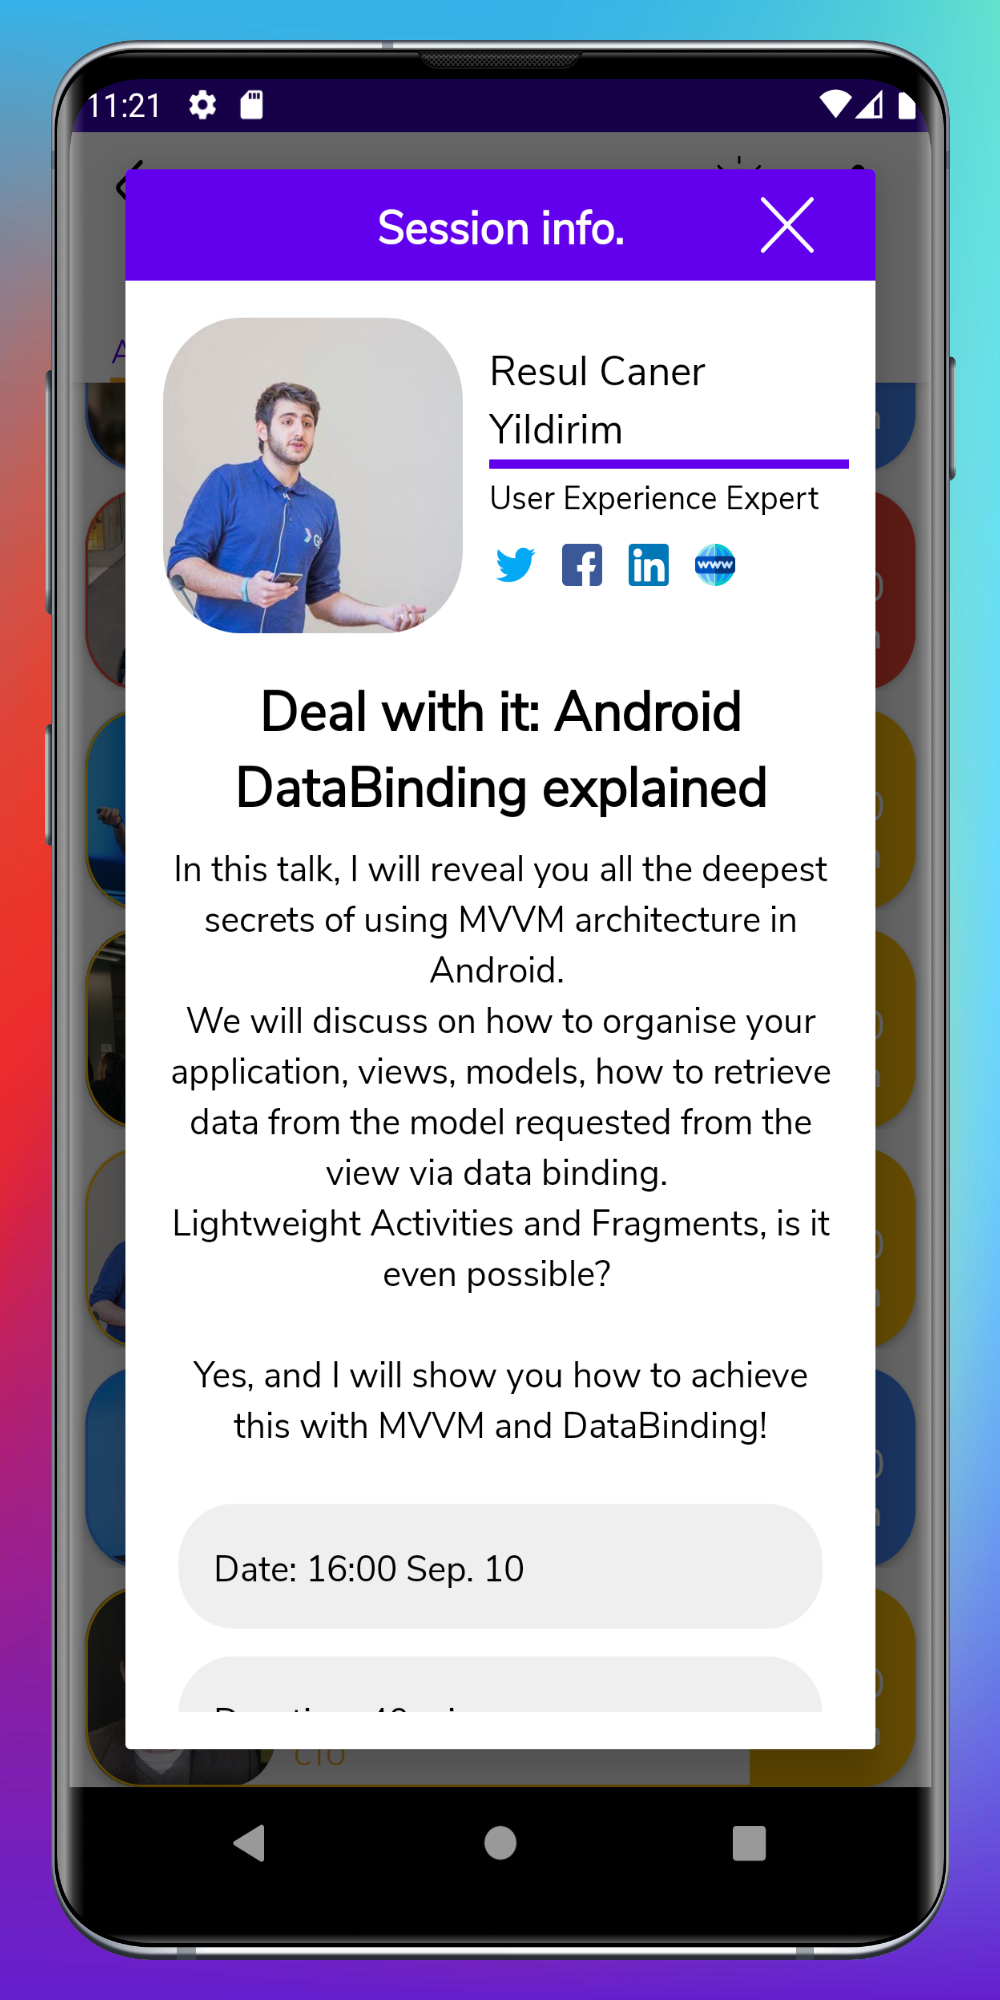 11:21
Session info.
Resul Caner
Yildirim
User Experience Expert
www
Deal with it: Android
DataBinding explained
In this talk, I will reveal you all the deepest
secrets of using MVVM architecture in
Android.
We will discuss on how to organise your
application, views, models, how to retrieve
data from the model requested from the
view via data binding.
Lightweight Activities and Fragments, is it
even possible?
Yes, and I will show you how to achieve
this with MVVM and DataBinding!
Date: 16:00 Sep. 10
CTO